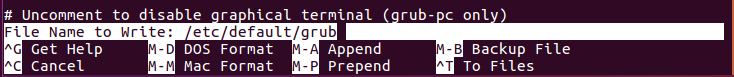 # Uncomment to disable graphical terminal (grub-pc only)
File Name to Write: /etc/default/grub
^G Get Help M-D DOS Format M-A Append M-B Backup File
^C Cancel M-M Mac Format M-P Prepend ^T To Files